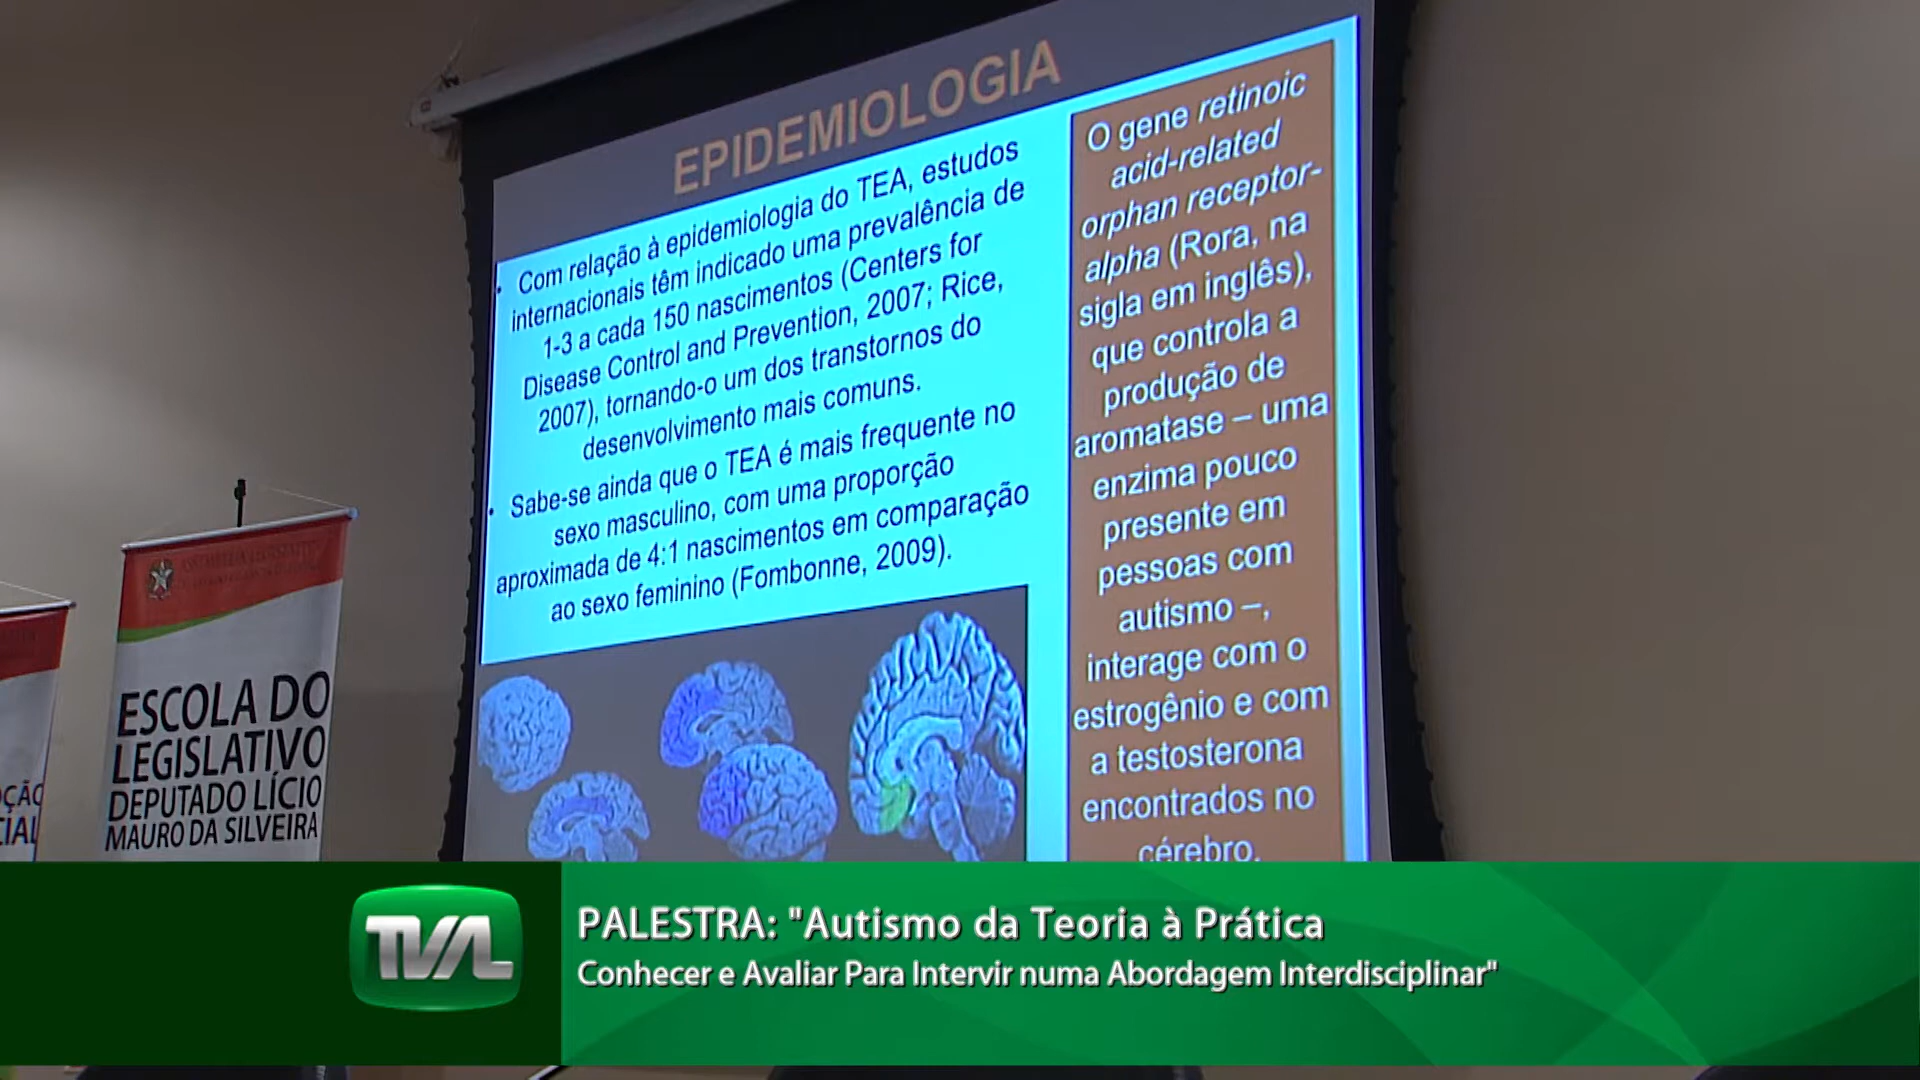 EPIDEMIOLOGIA
• Com relação à epidemiologia do TEA, estudos
internacionais têm indicado uma prevalência de
1-3 a cada 150 nascimentos (Centers for
Disease Control and Prevention, 2007; Rice,
2007), tornando-o um dos transtornos do
desenvolvimento mais comuns.
• Sabe-se ainda que o TEA é mais frequente no
sexo masculino, com uma proporção
aproximada de 4:1 nascimentos em comparação
ao sexo feminino (Fombonne, 2009).
O gene retinoic
acid-related
orphan receptor-
alpha (Rora, na
sigla em inglês),
que controla a
produção de
aromatase – uma
enzima pouco
presente em
pessoas com
autismo –,
interage com o
estrogênio e com
a testosterona
encontrados no
cérebro.
ESCOLA DO
LEGISLATIVO
DEPUTADO LÍCIO
MAURO DA SILVEIRA
TVAL
PALESTRA: "Autismo da Teoria à Prática
Conhecer e Avaliar Para Intervir numa Abordagem Interdisciplinar"